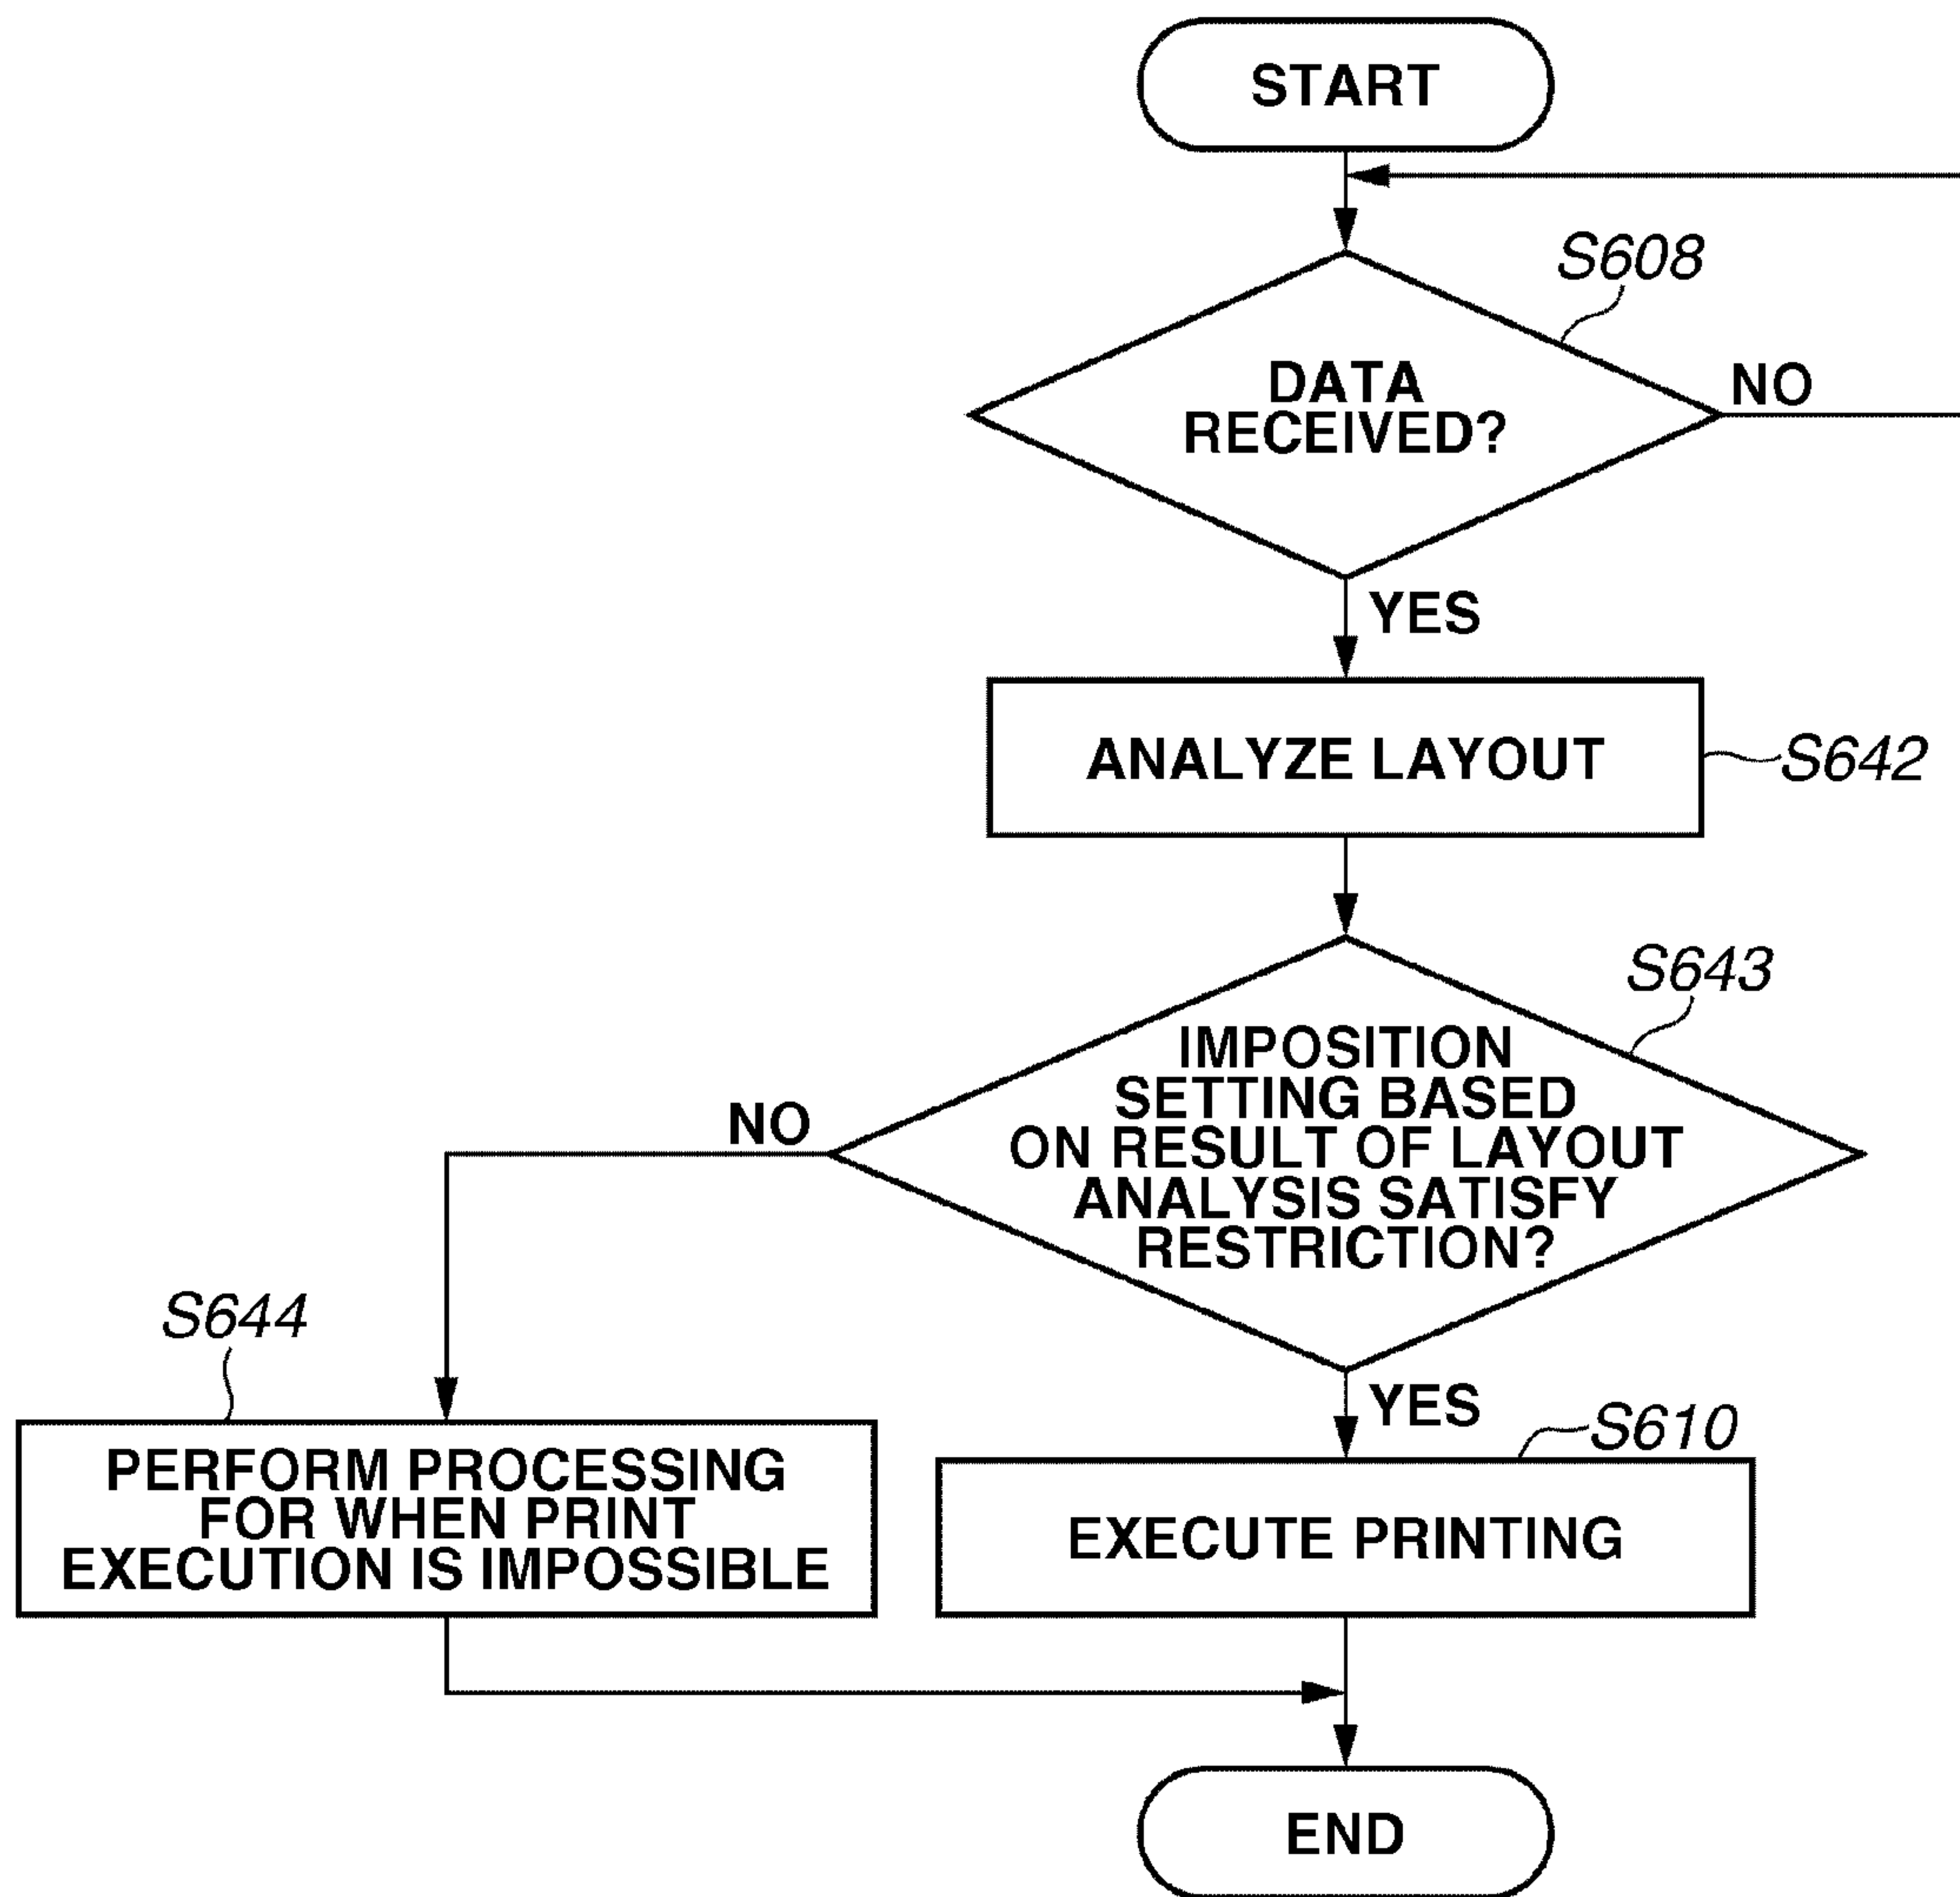 START
S608
DATA
RECEIVED?
NO
YES
ANALYZE LAYOUT
S642
S643
IMPOSITION
SETTING BASED
ON RESULT OF LAYOUT
ANALYSIS SATISFY
RESTRICTION?
NO
YES
S644
PERFORM PROCESSING
FOR WHEN PRINT
EXECUTION IS IMPOSSIBLE
S610
EXECUTE PRINTING
END